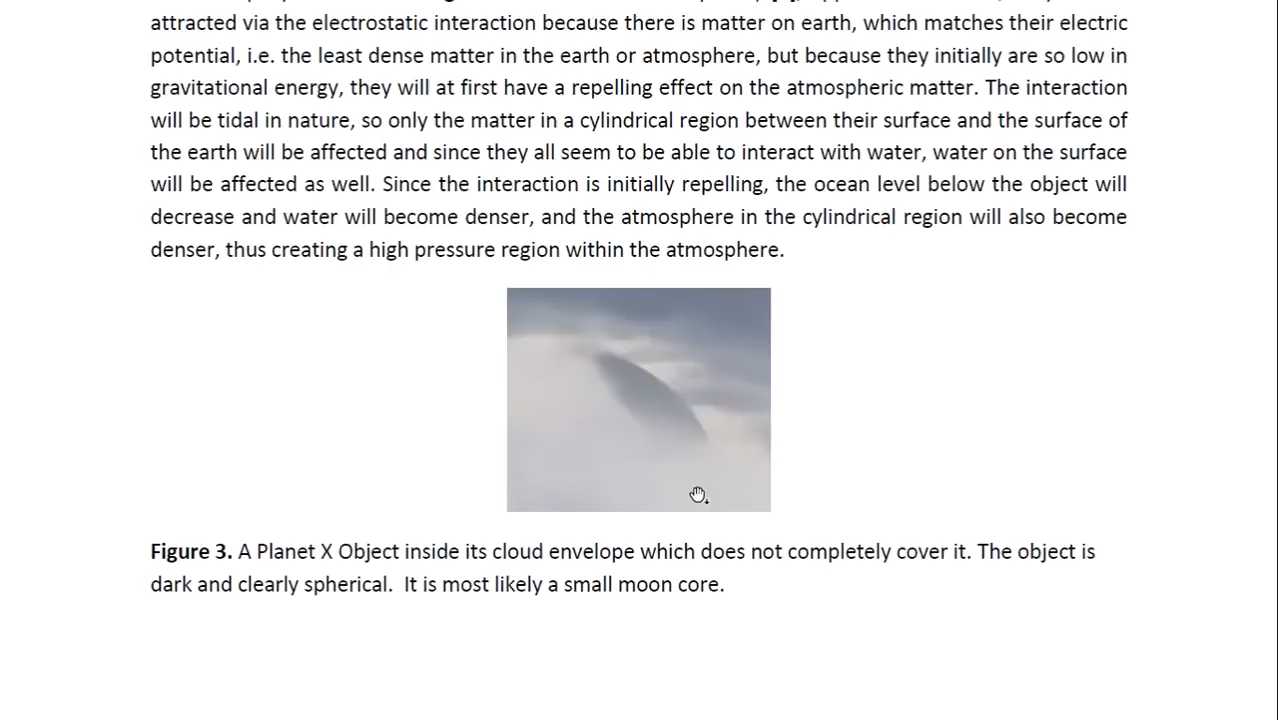 attracted via the electrostatic interaction because there is matter on earth, which matches their electric
potential, i.e. the least dense matter in the earth or atmosphere, but because they initially are so low in
gravitational energy, they will at first have a repelling effect on the atmospheric matter. The interaction
will be tidal in nature, so only the matter in a cylindrical region between their surface and the surface of
the earth will be affected and since they all seem to be able to interact with water, water on the surface
will be affected as well. Since the interaction is initially repelling, the ocean level below the object will
decrease and water will become denser, and the atmosphere in the cylindrical region will also become
denser, thus creating a high pressure region within the atmosphere.
Figure 3. A Planet X Object inside its cloud envelope which does not completely cover it. The object is
dark and clearly spherical. It is most likely a small moon core.